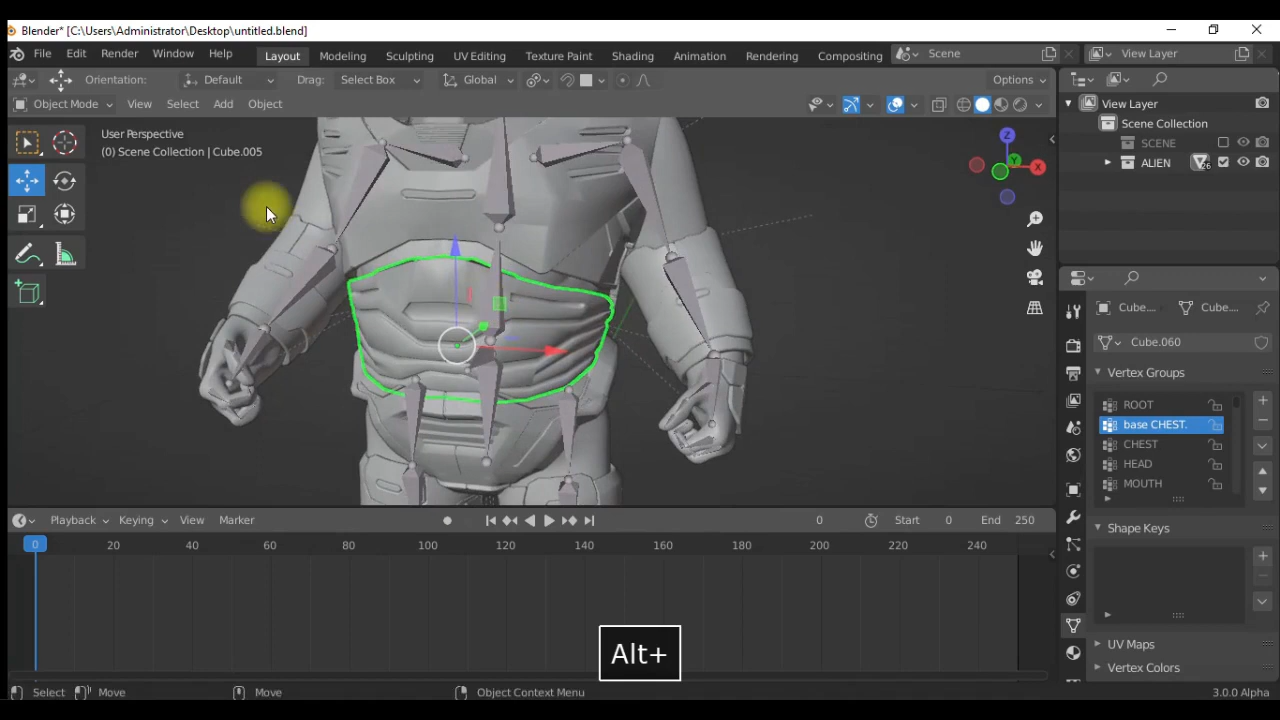 Blender* [C:\Users\Administrator\Desktop\untitled.blend]
File Edit Render Window Help Layout Modeling Sculpting UV Editing Texture Paint Shading Animation Rendering Compositing Scene View Layer
Orientation: Default Drag: Select Box Global Options
Object Mode View Select Add Object
View Layer
Scene Collection
SCENE
ALIEN 26
User Perspective
(0) Scene Collection | Cube.005
Z
Y
X
Cube... Cube...
Cube.060
Vertex Groups
ROOT
base CHEST.
CHEST
HEAD
MOUTH
Shape Keys
UV Maps
Vertex Colors
Playback Keying View Marker 0 Start 0 End 250
0 20 40 60 80 100 120 140 160 180 200 220 240
Alt+
Select Move Move Object Context Menu 3.0.0 Alpha